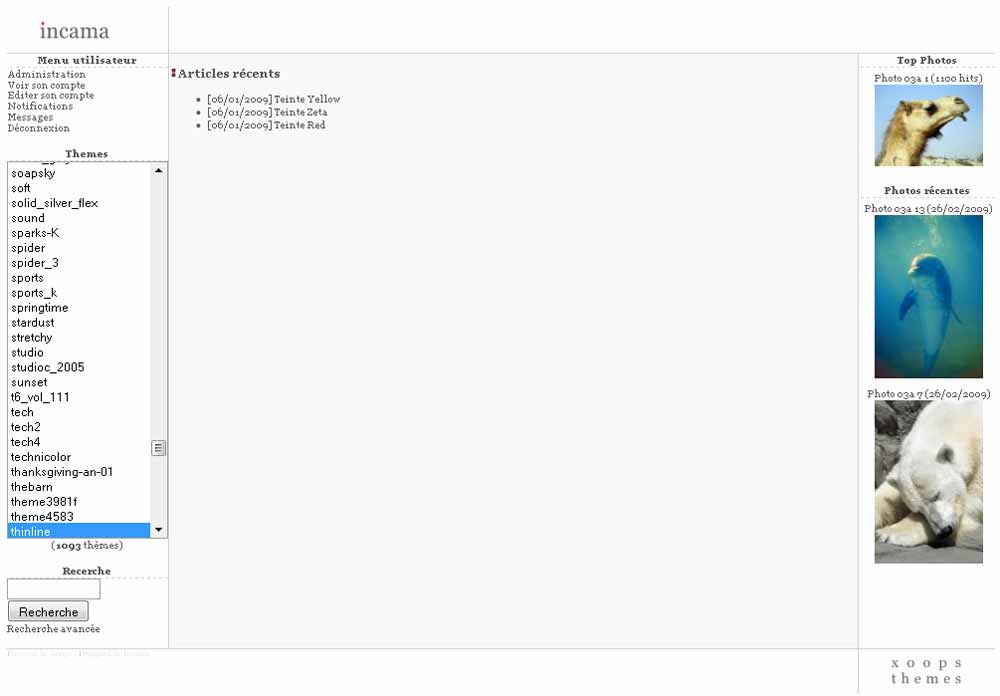 incama
Menu utilisateur
Administration
Voir son compte
Editer son compte
Notifications
Messages
Déconnexion
Themes
soapsky
soft
solid_silver_flex
sound
sparks-K
spider
spider_3
sports
sports_k
springtime
stardust
stretchy
studio
studioc_2005
sunset
t6_vol_111
tech
tech2
tech4
technicolor
thanksgiving-an-01
thebarn
theme3981f
theme4583
thinline
(1093 thèmes)
Recerche
Recherche
Recherche avancée
Articles récents
[06/01/2009] Teinte Yellow
[06/01/2009] Teinte Zeta
[06/01/2009] Teinte Red
Top Photos
Photo 03a 1 (1100 hits)
Photos récentes
Photo 03a 13 (26/02/2009)
Photo 03a 7 (26/02/2009)
xoops
themes